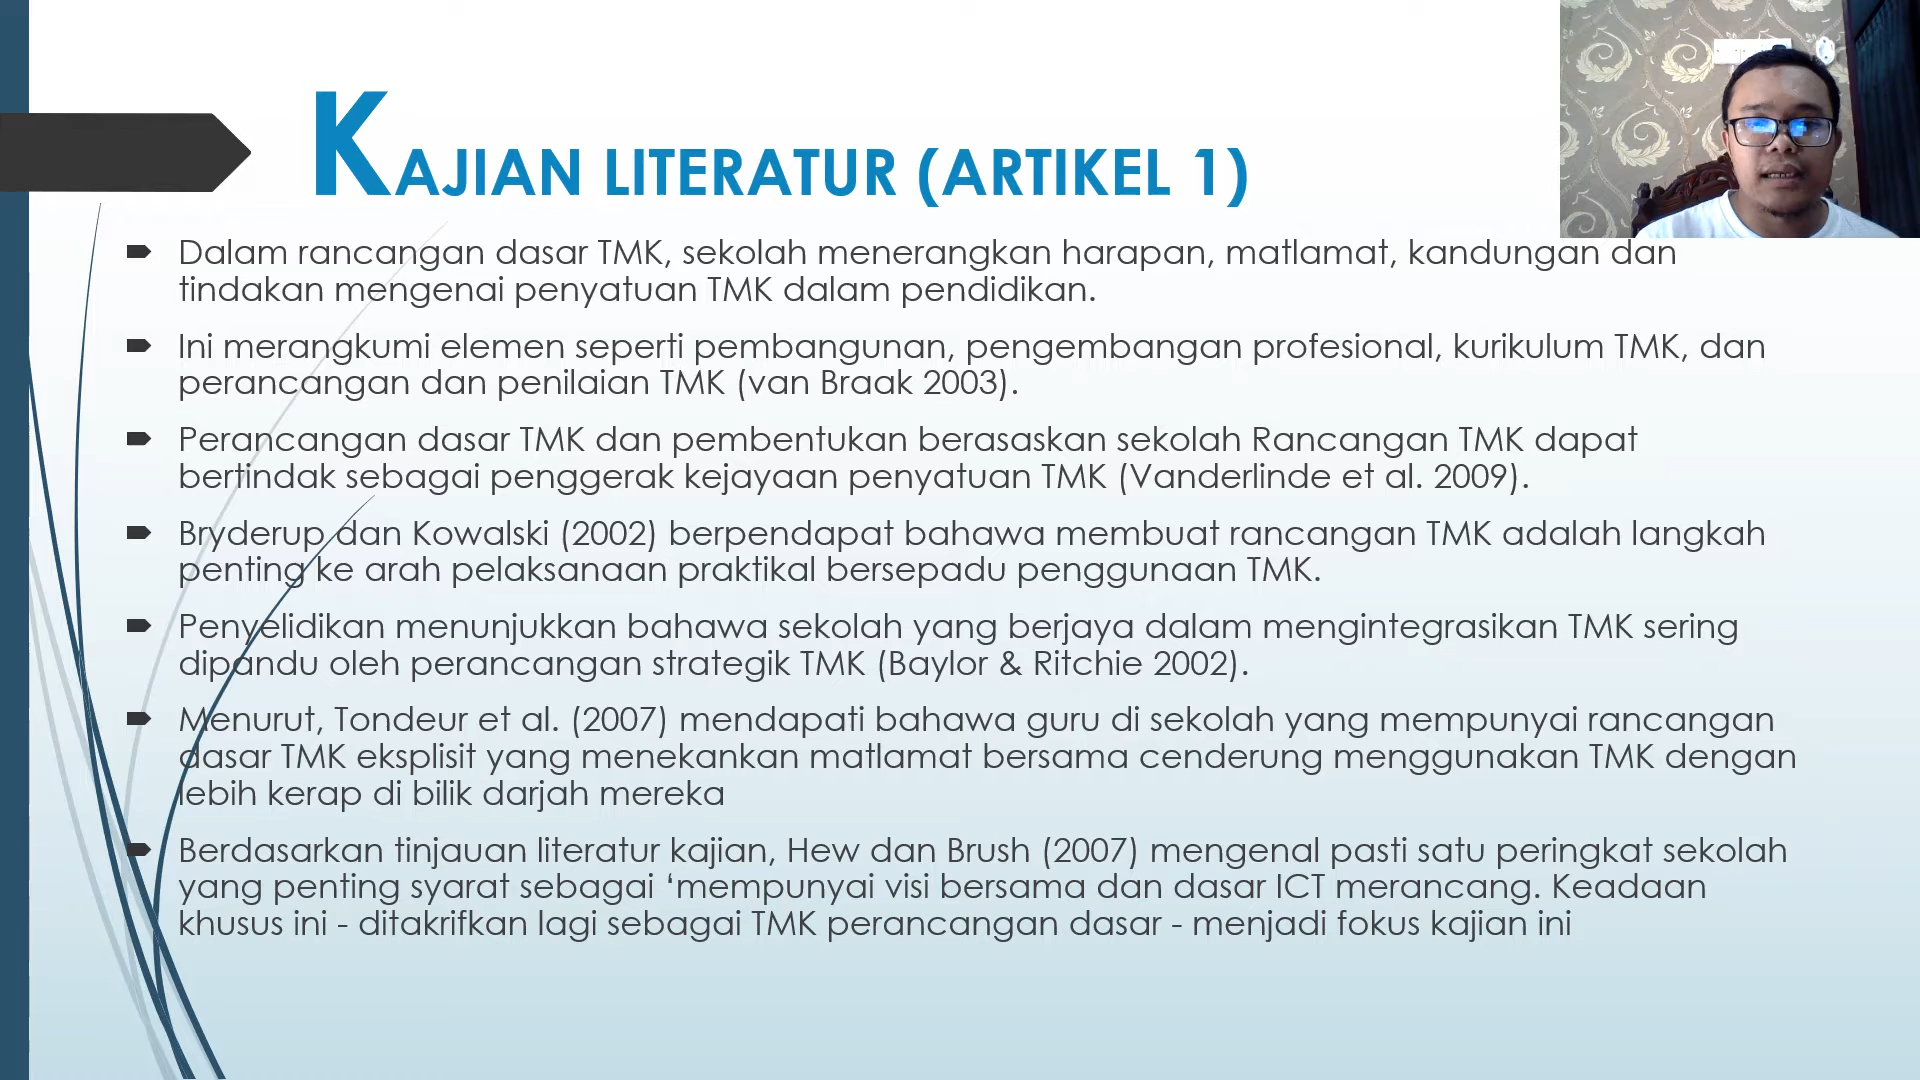 KAJIAN LITERATUR (ARTIKEL 1)
Dalam rancangan dasar TMK, sekolah menerangkan harapan, matlamat, kandungan dan
tindakan mengenai penyatuan TMK dalam pendidikan.
Ini merangkumi elemen seperti pembangunan, pengembangan profesional, kurikulum TMK, dan
perancangan dan penilaian TMK (van Braak 2003).
Perancangan dasar TMK dan pembentukan berasaskan sekolah Rancangan TMK dapat
bertindak sebagai penggerak kejayaan penyatuan TMK (Vanderlinde et al. 2009).
Bryderup dan Kowalski (2002) berpendapat bahawa membuat rancangan TMK adalah langkah
penting ke arah pelaksanaan praktikal bersepadu penggunaan TMK.
Penyelidikan menunjukkan bahawa sekolah yang berjaya dalam mengintegrasikan TMK sering
dipandu oleh perancangan strategik TMK (Baylor & Ritchie 2002).
Menurut, Tondeur et al. (2007) mendapati bahawa guru di sekolah yang mempunyai rancangan
dasar TMK eksplisit yang menekankan matlamat bersama cenderung menggunakan TMK dengan
lebih kerap di bilik darjah mereka
Berdasarkan tinjauan literatur kajian, Hew dan Brush (2007) mengenal pasti satu peringkat sekolah
yang penting syarat sebagai ‘mempunyai visi bersama dan dasar ICT merancang. Keadaan
khusus ini - ditakrifkan lagi sebagai TMK perancangan dasar - menjadi fokus kajian ini